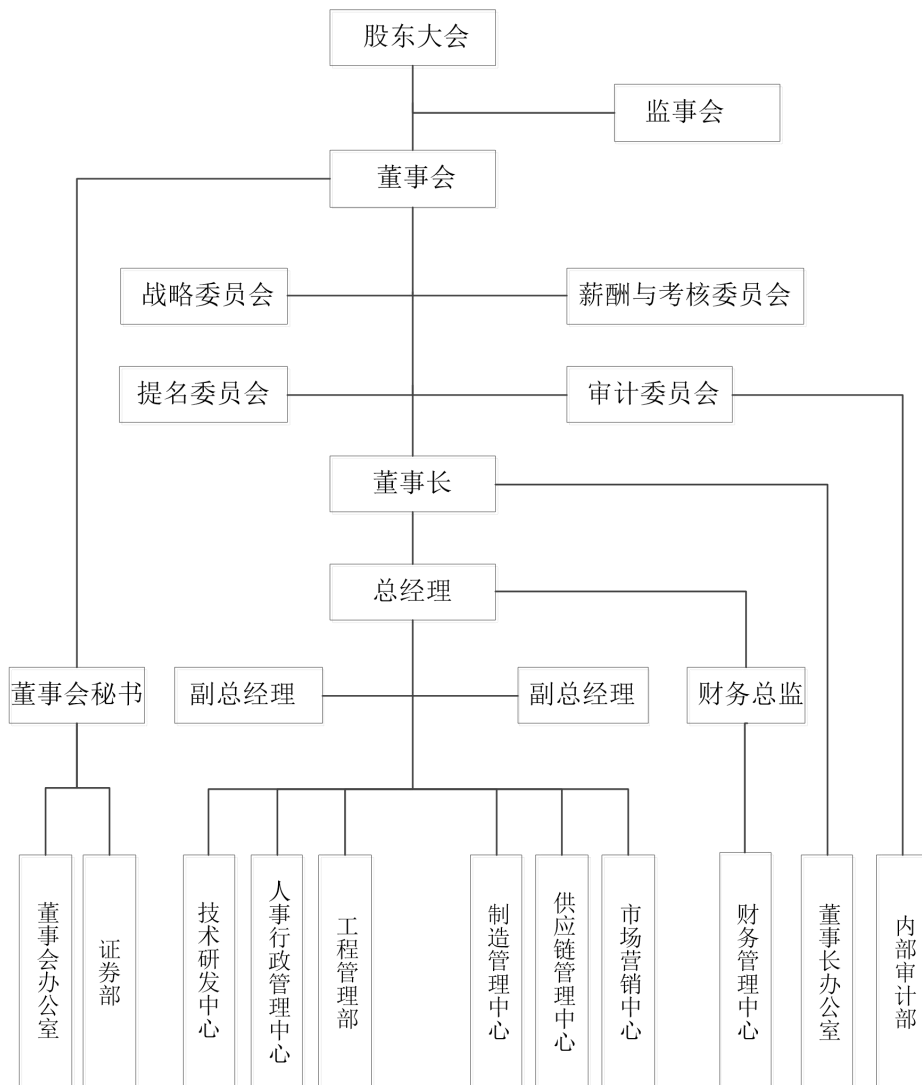 股东大会
监事会
董事会
战略委员会
薪酬与考核委员会
提名委员会
审计委员会
董事长
总经理
董事会秘书
副总经理
副总经理
财务总监
董事会办公室
证券部
技术研发中心
人事行政管理中心
工程管理部
制造管理中心
供应链管理中心
市场营销中心
财务管理中心
董事长办公室
内部审计部